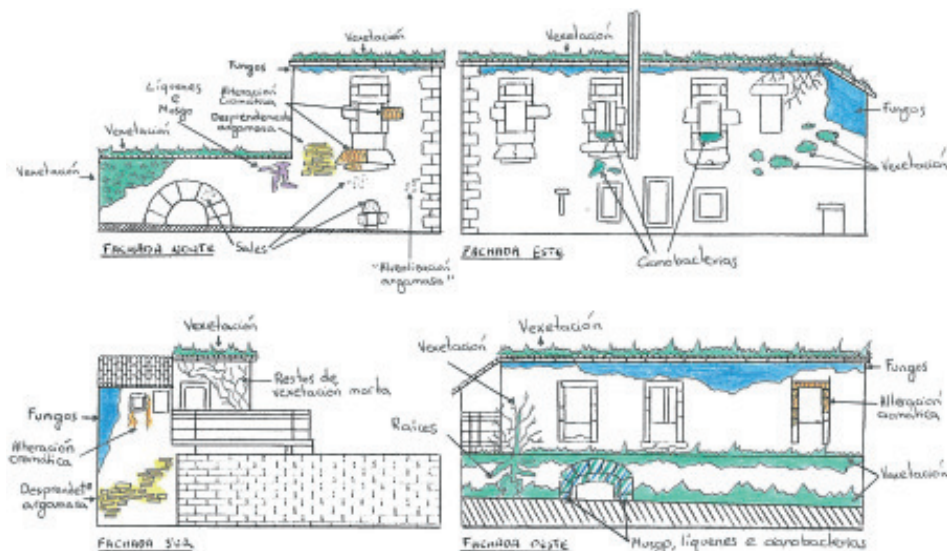 Vexetación
Fungos
Líquenes
e
Musgo
Alteración
Cromática
Desprendemento
argamasa
Vexetación
Vexetación
Sales
"Alveolización
argamasa"
FACHADA NORTE
Vexetación
Fungos
Vexetación
Cianobacterias
FACHADA ESTE
Vexetación
Restos de
vexetación morta
Fungos
Alteración
cromática
Desprendetº
argamasa
FACHADA SUR
Vexetación
Vexetación
Fungos
Alteración
cromática
Raíces
Vexetación
Musgo, líquenes e cianobacterias
FACHADA OESTE